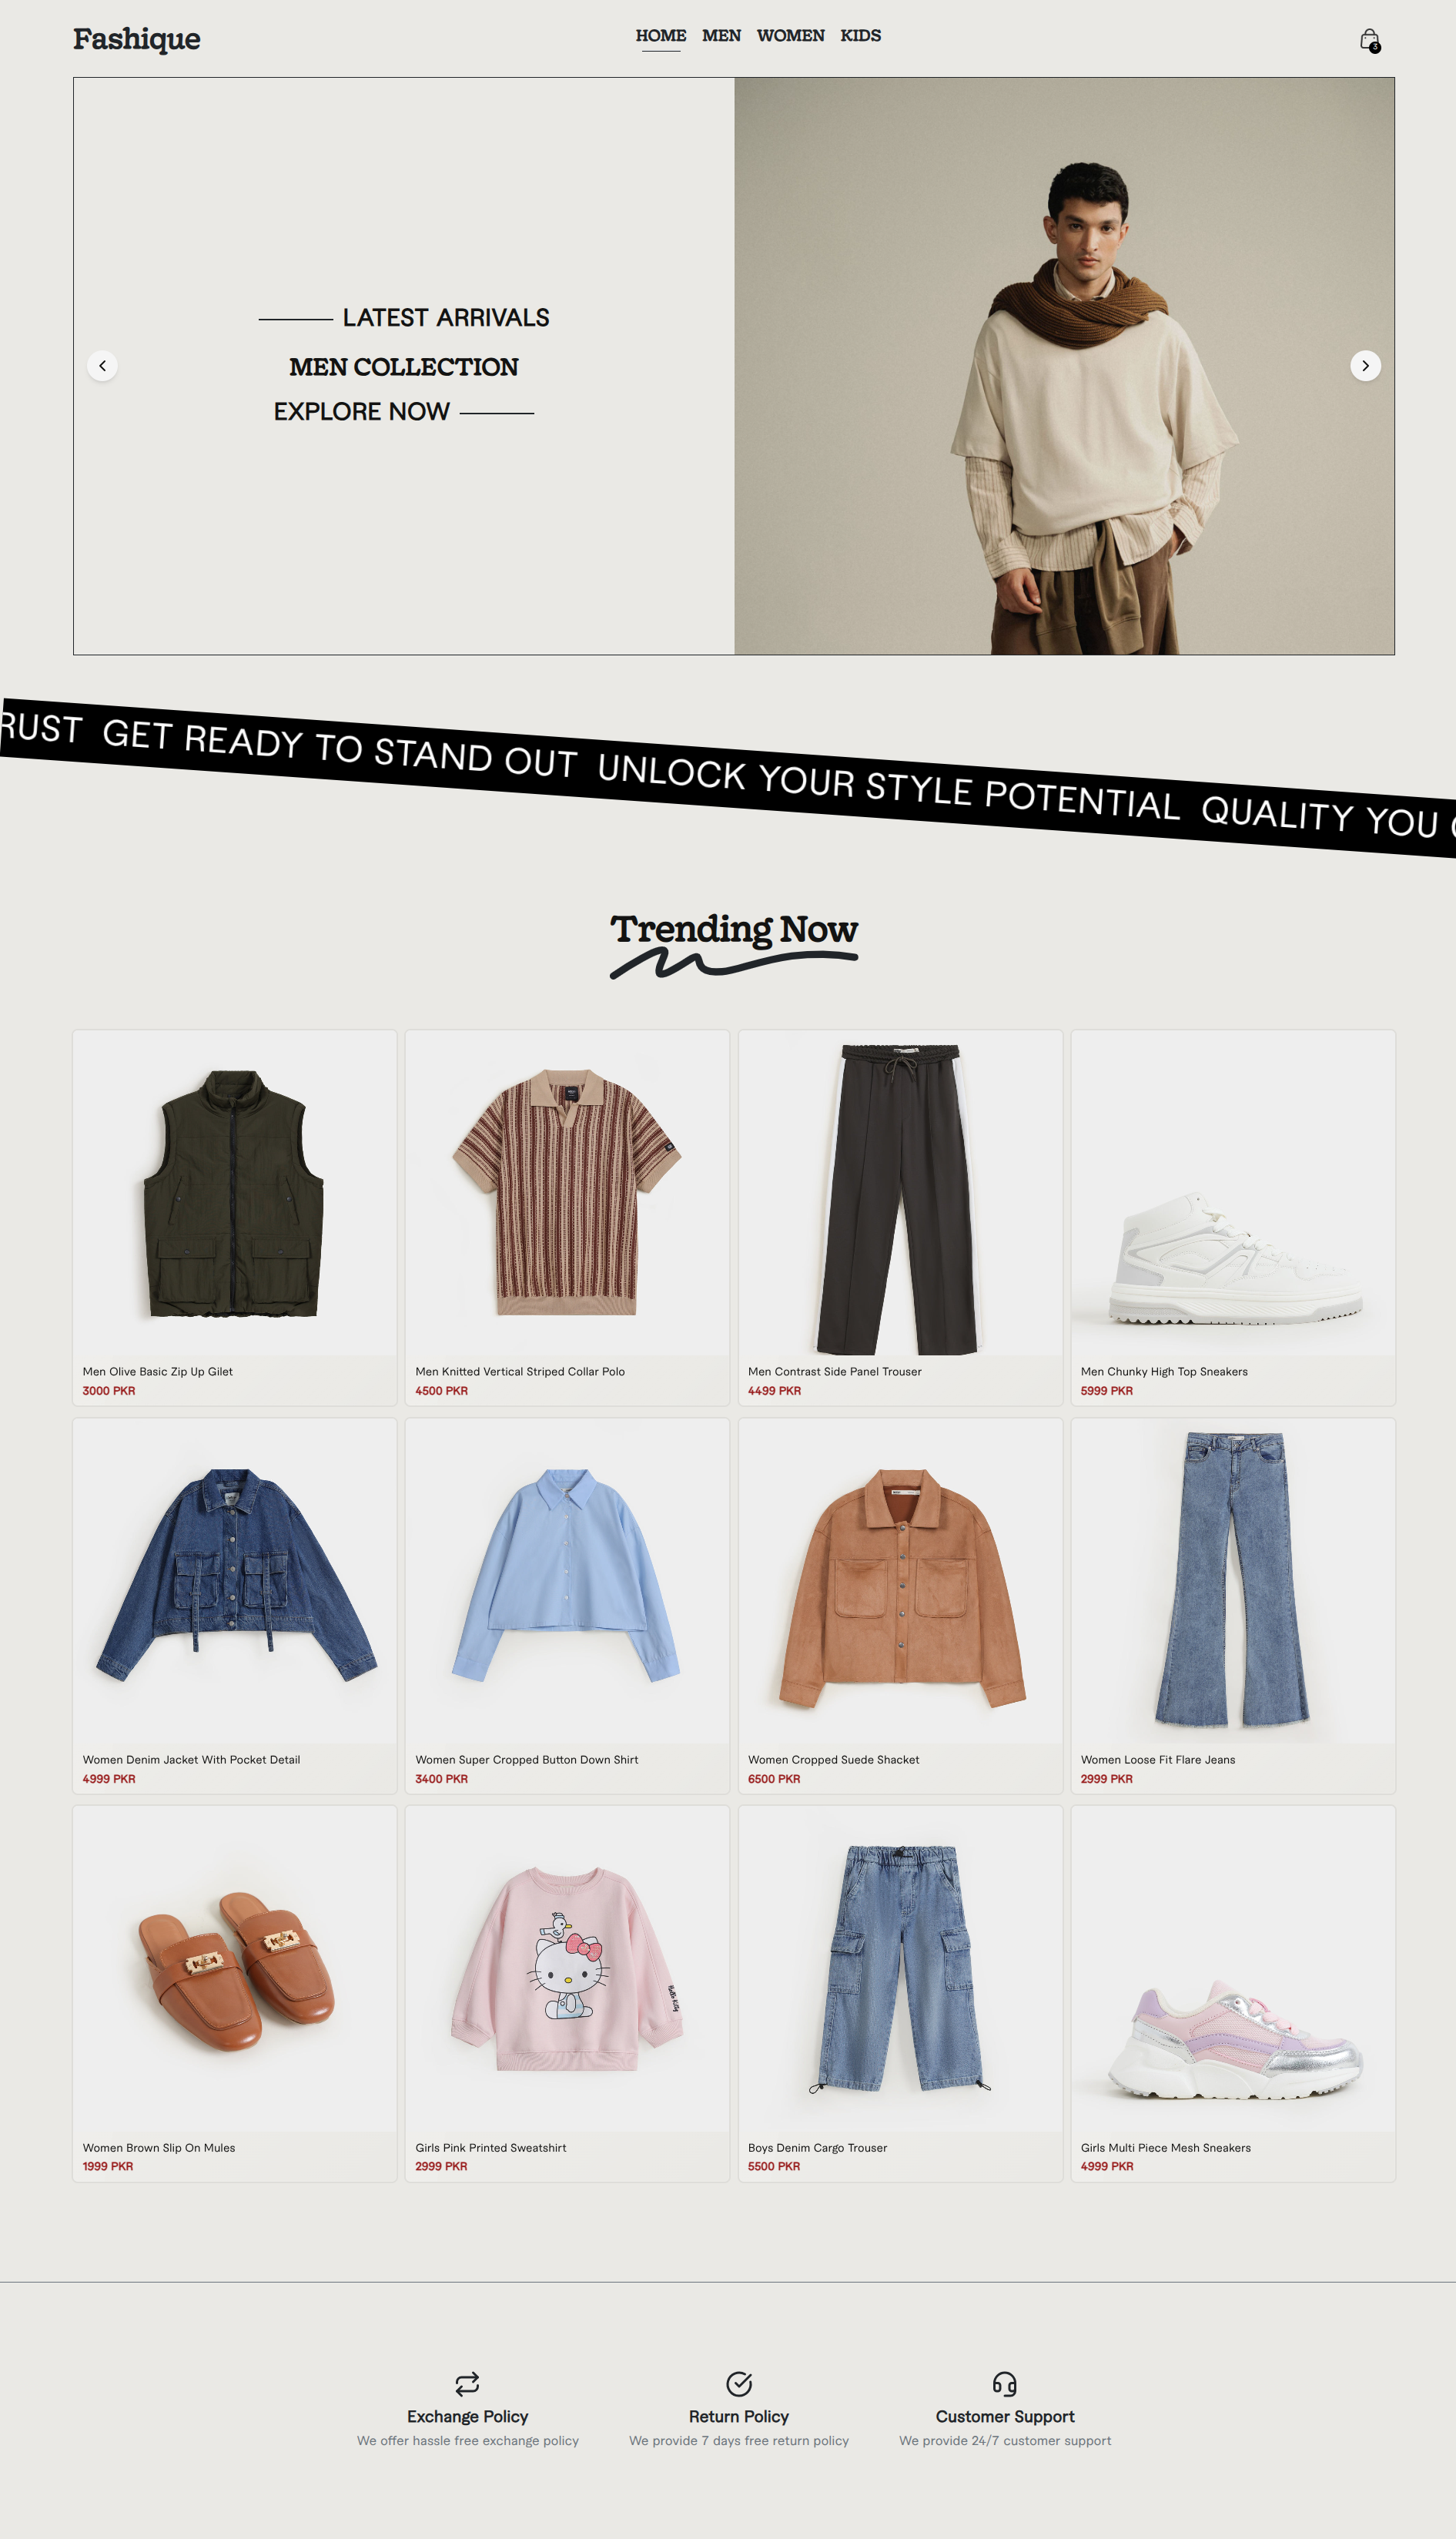 Fashique
HOME MEN WOMEN KIDS
3
LATEST ARRIVALS
MEN COLLECTION
EXPLORE NOW
RUST GET READY TO STAND OUT UNLOCK YOUR STYLE POTENTIAL QUALITY YOU
Trending Now
Men Olive Basic Zip Up Gilet
3000 PKR
Men Knitted Vertical Striped Collar Polo
4500 PKR
Men Contrast Side Panel Trouser
4499 PKR
Men Chunky High Top Sneakers
5999 PKR
Women Denim Jacket With Pocket Detail
4999 PKR
Women Super Cropped Button Down Shirt
3400 PKR
Women Cropped Suede Shacket
6500 PKR
Women Loose Fit Flare Jeans
2999 PKR
Women Brown Slip On Mules
1999 PKR
Hello Kitty
Girls Pink Printed Sweatshirt
2999 PKR
Boys Denim Cargo Trouser
5500 PKR
Girls Multi Piece Mesh Sneakers
4999 PKR
Exchange Policy
We offer hassle free exchange policy
Return Policy
We provide 7 days free return policy
Customer Support
We provide 24/7 customer support